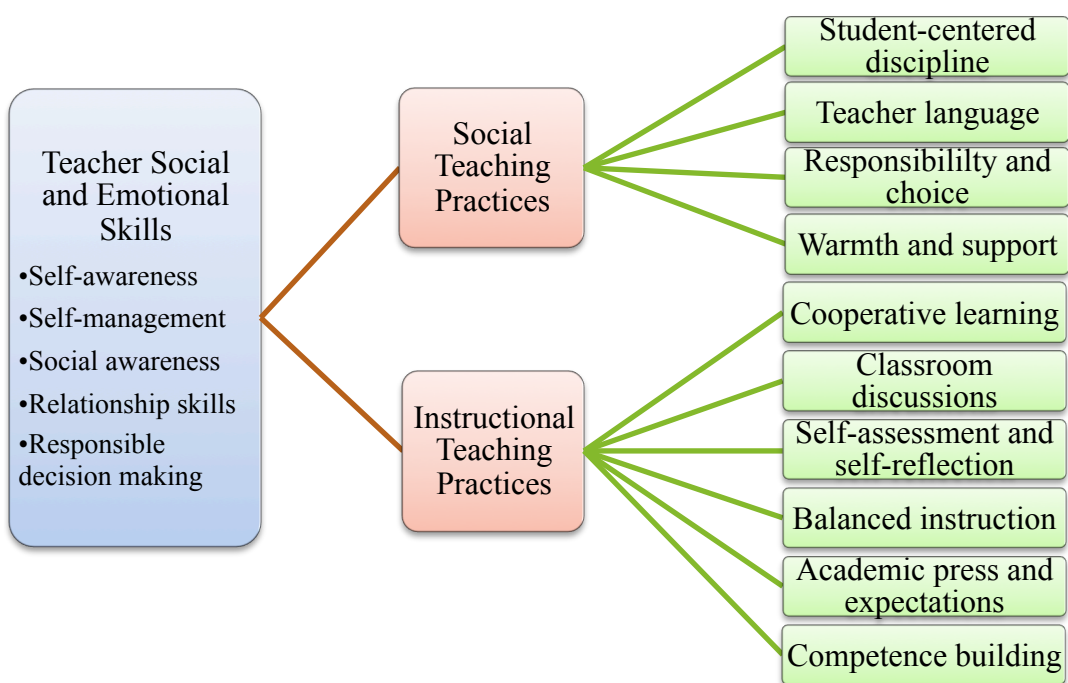 Teacher Social
and Emotional
Skills
•Self-awareness
•Self-management
•Social awareness
•Relationship skills
•Responsible
decision making
Social
Teaching
Practices
Instructional
Teaching
Practices
Student-centered
discipline
Teacher language
Responsibililty and
choice
Warmth and support
Cooperative learning
Classroom
discussions
Self-assessment and
self-reflection
Balanced instruction
Academic press and
expectations
Competence building